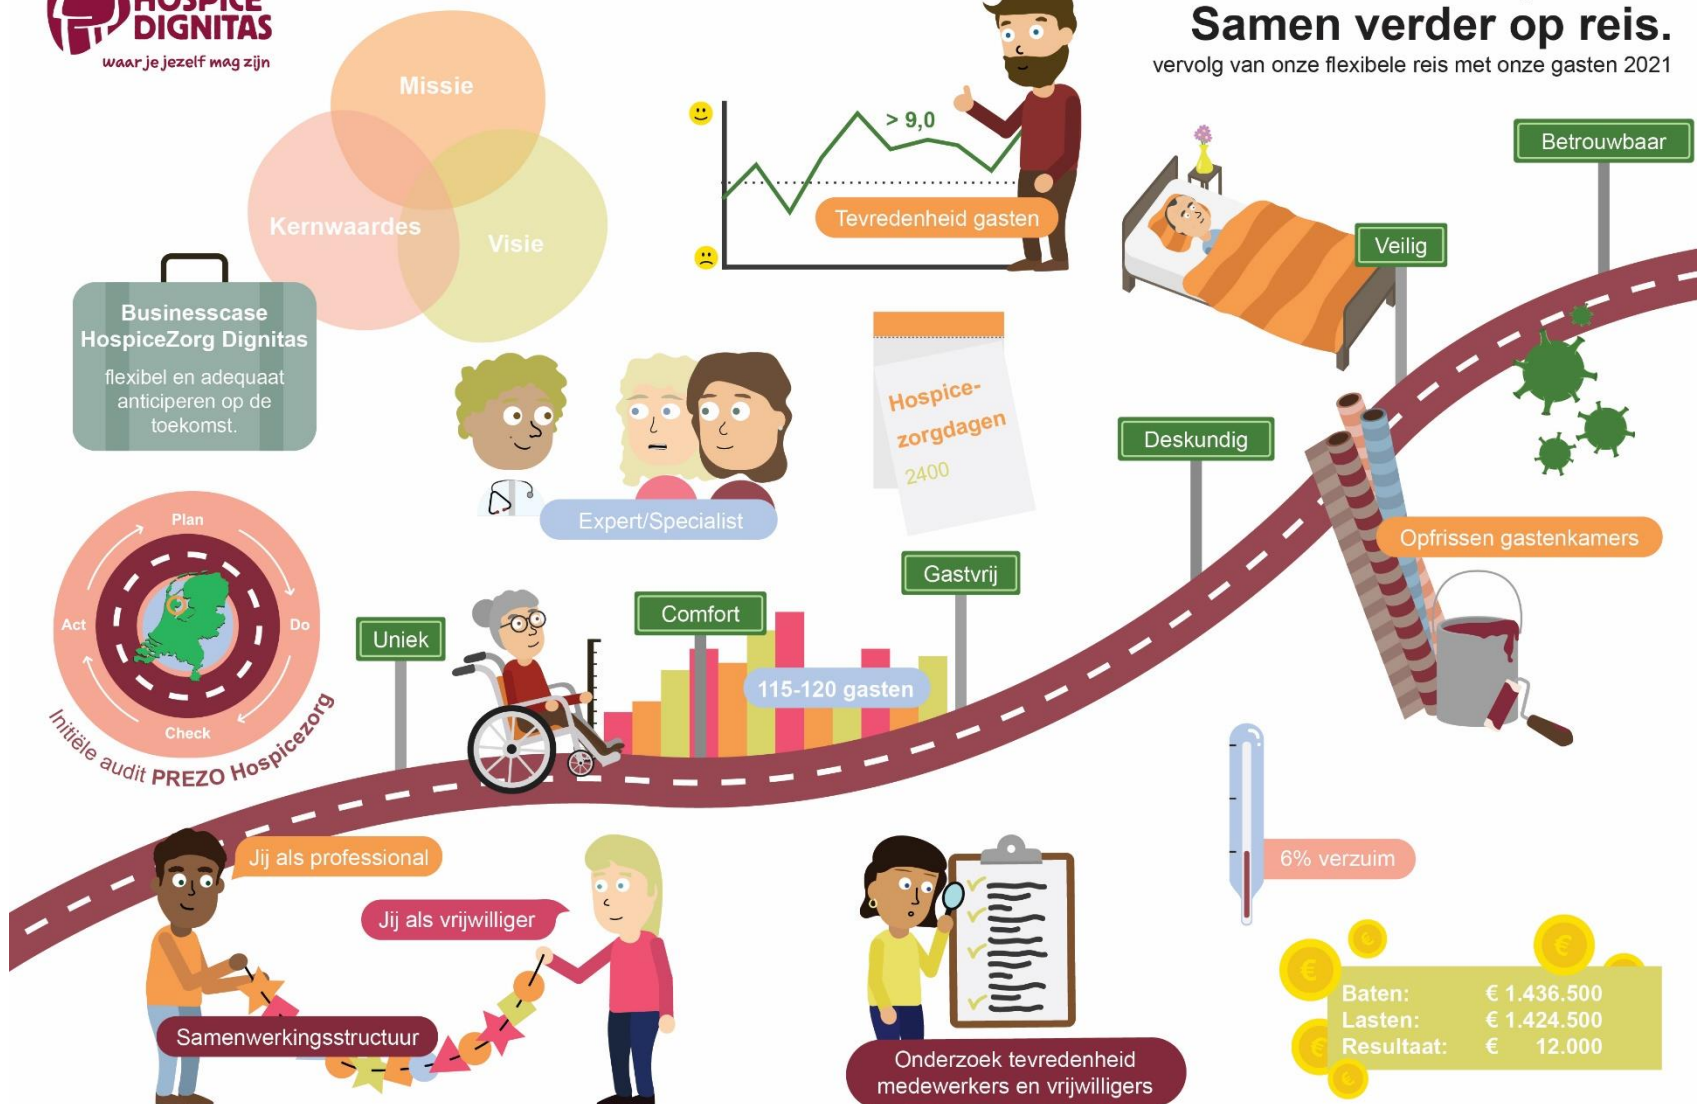 HOSPICE
DIGNITAS
waar je jezelf mag zijn
Samen verder op reis.
vervolg van onze flexibele reis met onze gasten 2021
Missie
Kernwaardes
Visie
> 9,0
Tevredenheid gasten
Betrouwbaar
Veilig
Businesscase
HospiceZorg Dignitas
flexibel en adequaat
anticiperen op de
toekomst.
Hospice-
zorgdagen
2400
Deskundig
Expert/Specialist
Opfrissen gastenkamers
Plan
Do
Check
Act
Initiële audit PREZO Hospicezorg
Uniek
Comfort
Gastvrij
115-120 gasten
Jij als professional
Jij als vrijwilliger
Samenwerkingsstructuur
Onderzoek tevredenheid
medewerkers en vrijwilligers
6% verzuim
Baten: € 1.436.500
Lasten: € 1.424.500
Resultaat: € 12.000